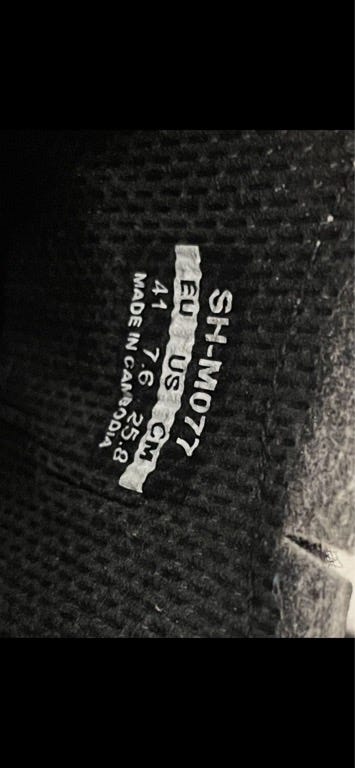 SH-M077
EU US CM
41 7.6 25.8
MADE IN CAMBODIA